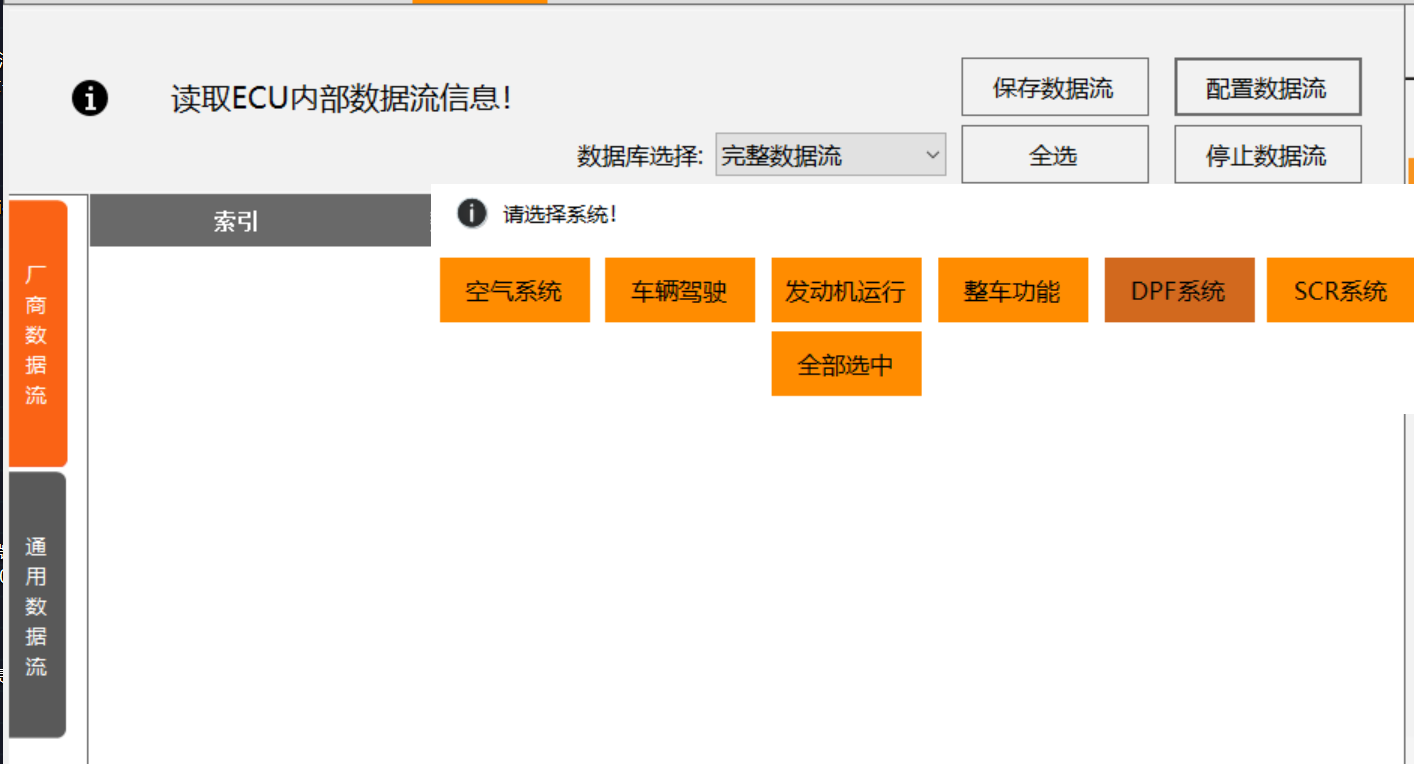 读取ECU内部数据流信息!
保存数据流
配置数据流
数据库选择:
完整数据流
全选
停止数据流
索引
请选择系统!
空气系统
车辆驾驶
发动机运行
整车功能
DPF系统
SCR系统
全部选中
厂商数据流
通用数据流